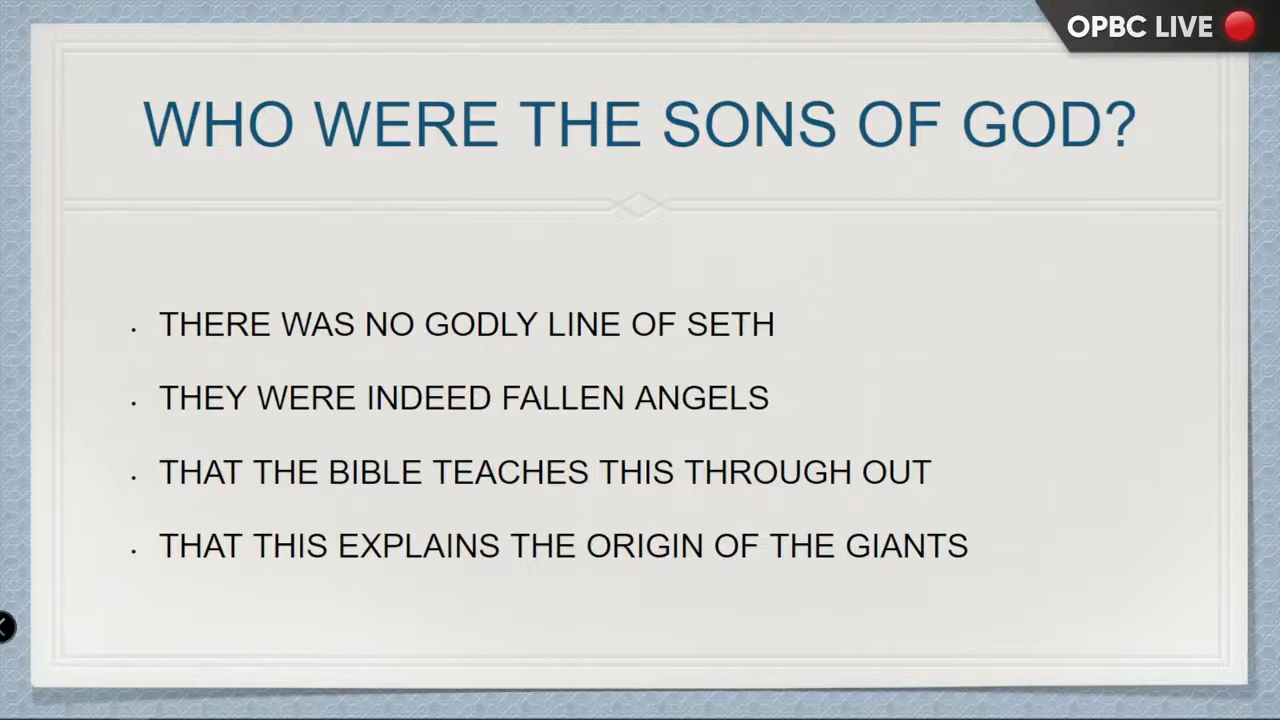 OPBC LIVE
WHO WERE THE SONS OF GOD?
· THERE WAS NO GODLY LINE OF SETH
· THEY WERE INDEED FALLEN ANGELS
· THAT THE BIBLE TEACHES THIS THROUGH OUT
· THAT THIS EXPLAINS THE ORIGIN OF THE GIANTS